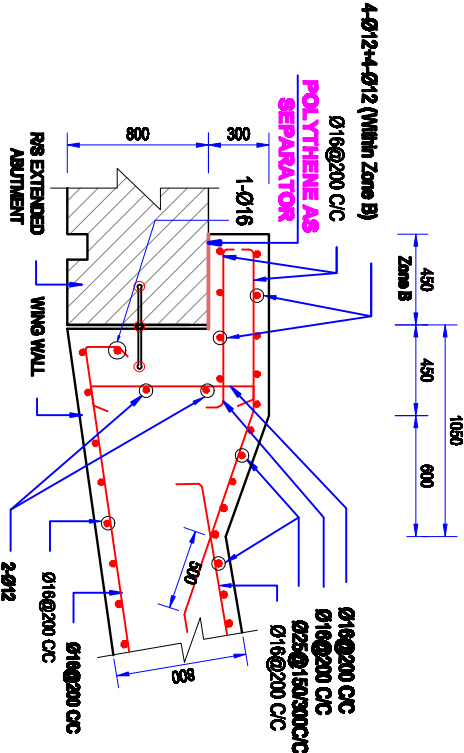 4-Ø12+4-Ø12 (Within Zone B)
Ø16@200 C/C
POLYTHENE AS
SEPARATOR
1-Ø16
300
800
R/S EXTENDED
ABUTMENT
WING WALL
450
Zone B
450
600
1050
500
800
Ø16@200 C/C
Ø16@200 C/C
Ø25@150/300C/C
Ø16@200 C/C
2-Ø12
Ø16@200 C/C
Ø16@200 C/C